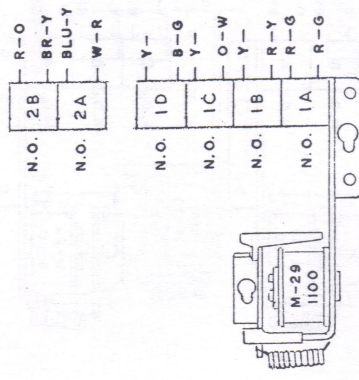 R-O
N.O. 2B
BR-Y
BLU-Y
N.O. 2A
W-R
Y-
N.O. 1D
B-G
Y-
N.O. 1C
O-W
Y-
N.O. 1B
R-Y
R-G
N.O. 1A
R-G
M-29
1100